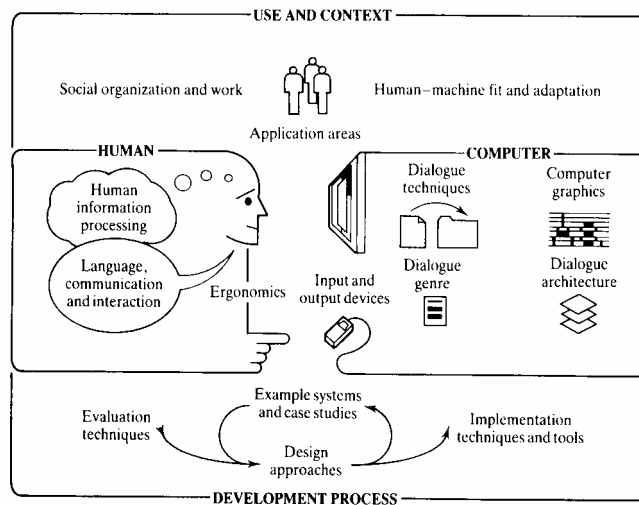 USE AND CONTEXT
Social organization and work
Human–machine fit and adaptation
Application areas
HUMAN
Human
information
processing
Language,
communication
and interaction
Ergonomics
COMPUTER
Dialogue
techniques
Computer
graphics
Dialogue
genre
Dialogue
architecture
Input and
output devices
Example systems
and case studies
Evaluation
techniques
Implementation
techniques and tools
Design
approaches
DEVELOPMENT PROCESS